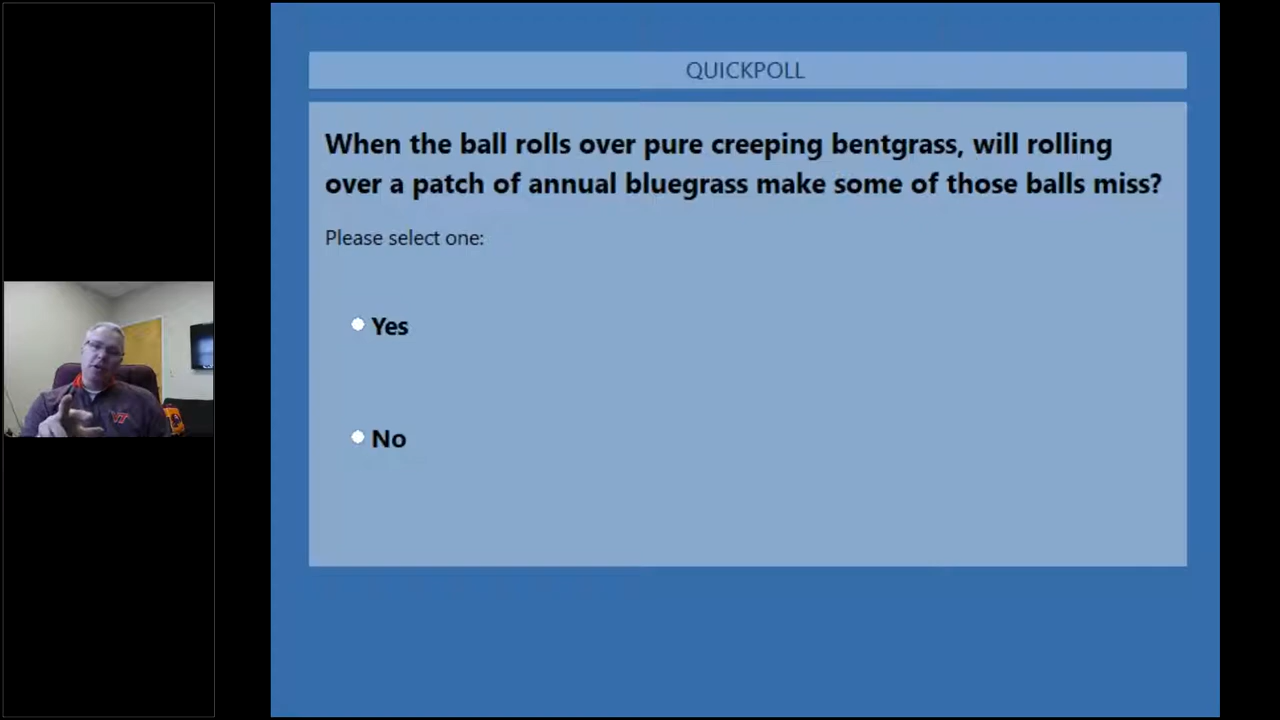 QUICKPOLL
When the ball rolls over pure creeping bentgrass, will rolling
over a patch of annual bluegrass make some of those balls miss?
Please select one:
Yes
No
VT